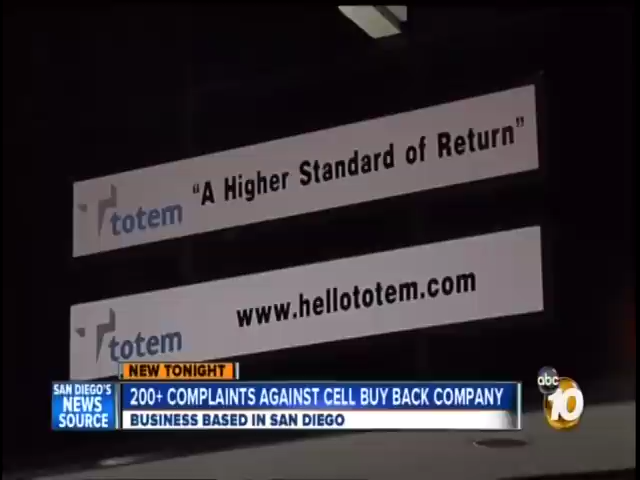 totem "A Higher Standard of Return"
totem www.hellototem.com
NEW TONIGHT
SAN DIEGO'S
NEWS
SOURCE
200+ COMPLAINTS AGAINST CELL BUY BACK COMPANY
BUSINESS BASED IN SAN DIEGO
abc
10